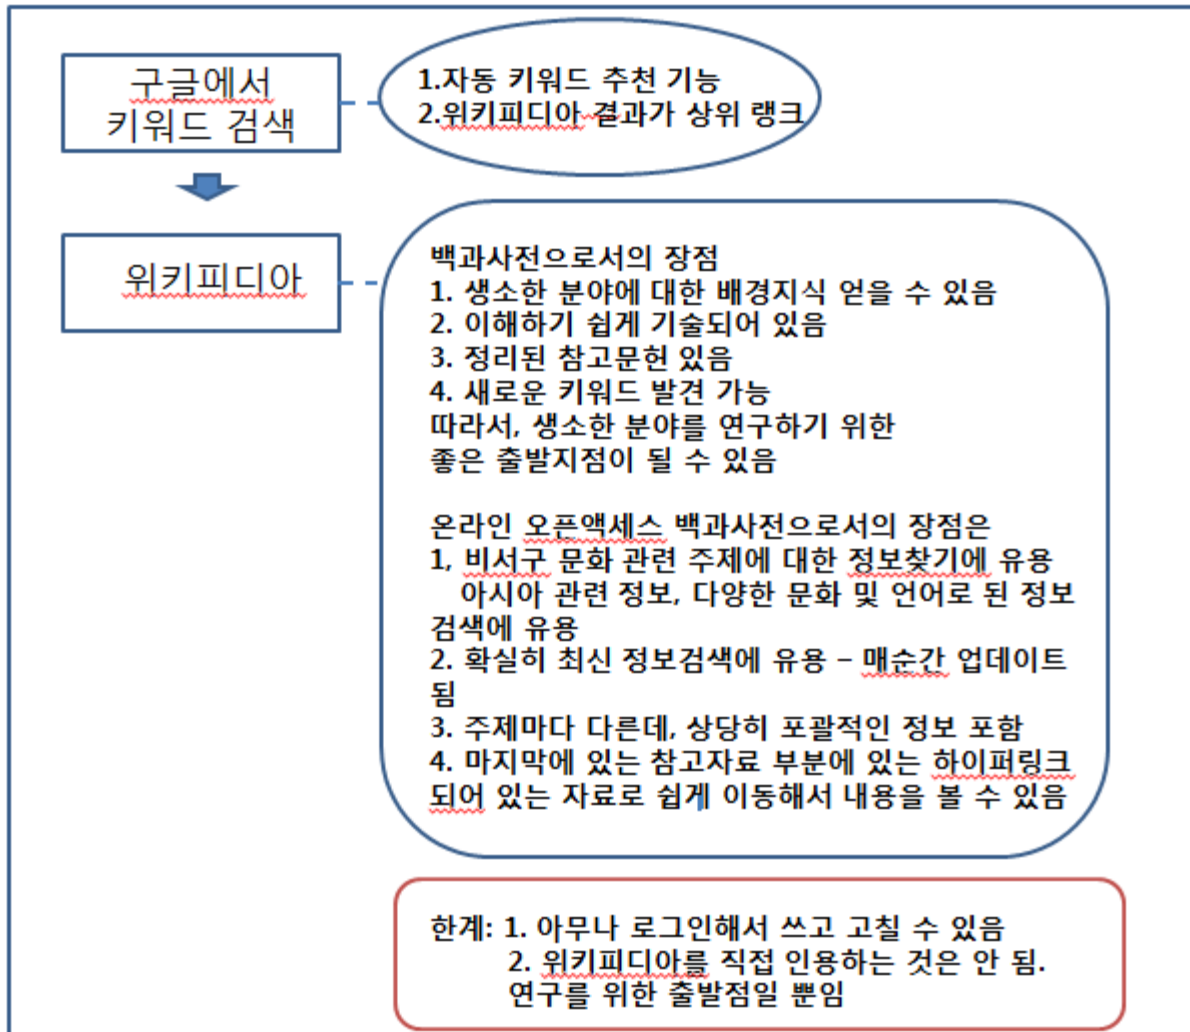 구글에서
키워드 검색
1.자동 키워드 추천 기능
2.위키피디아 결과가 상위 랭크
위키피디아
백과사전으로서의 장점
1. 생소한 분야에 대한 배경지식 얻을 수 있음
2. 이해하기 쉽게 기술되어 있음
3. 정리된 참고문헌 있음
4. 새로운 키워드 발견 가능
따라서, 생소한 분야를 연구하기 위한
좋은 출발지점이 될 수 있음
온라인 오픈액세스 백과사전으로서의 장점은
1, 비서구 문화 관련 주제에 대한 정보찾기에 유용
아시아 관련 정보, 다양한 문화 및 언어로 된 정보
검색에 유용
2. 확실히 최신 정보검색에 유용 – 매순간 업데이트
됨
3. 주제마다 다른데, 상당히 포괄적인 정보 포함
4. 마지막에 있는 참고자료 부분에 있는 하이퍼링크
되어 있는 자료로 쉽게 이동해서 내용을 볼 수 있음
한계: 1. 아무나 로그인해서 쓰고 고칠 수 있음
2. 위키피디아를 직접 인용하는 것은 안 됨.
연구를 위한 출발점일 뿐임